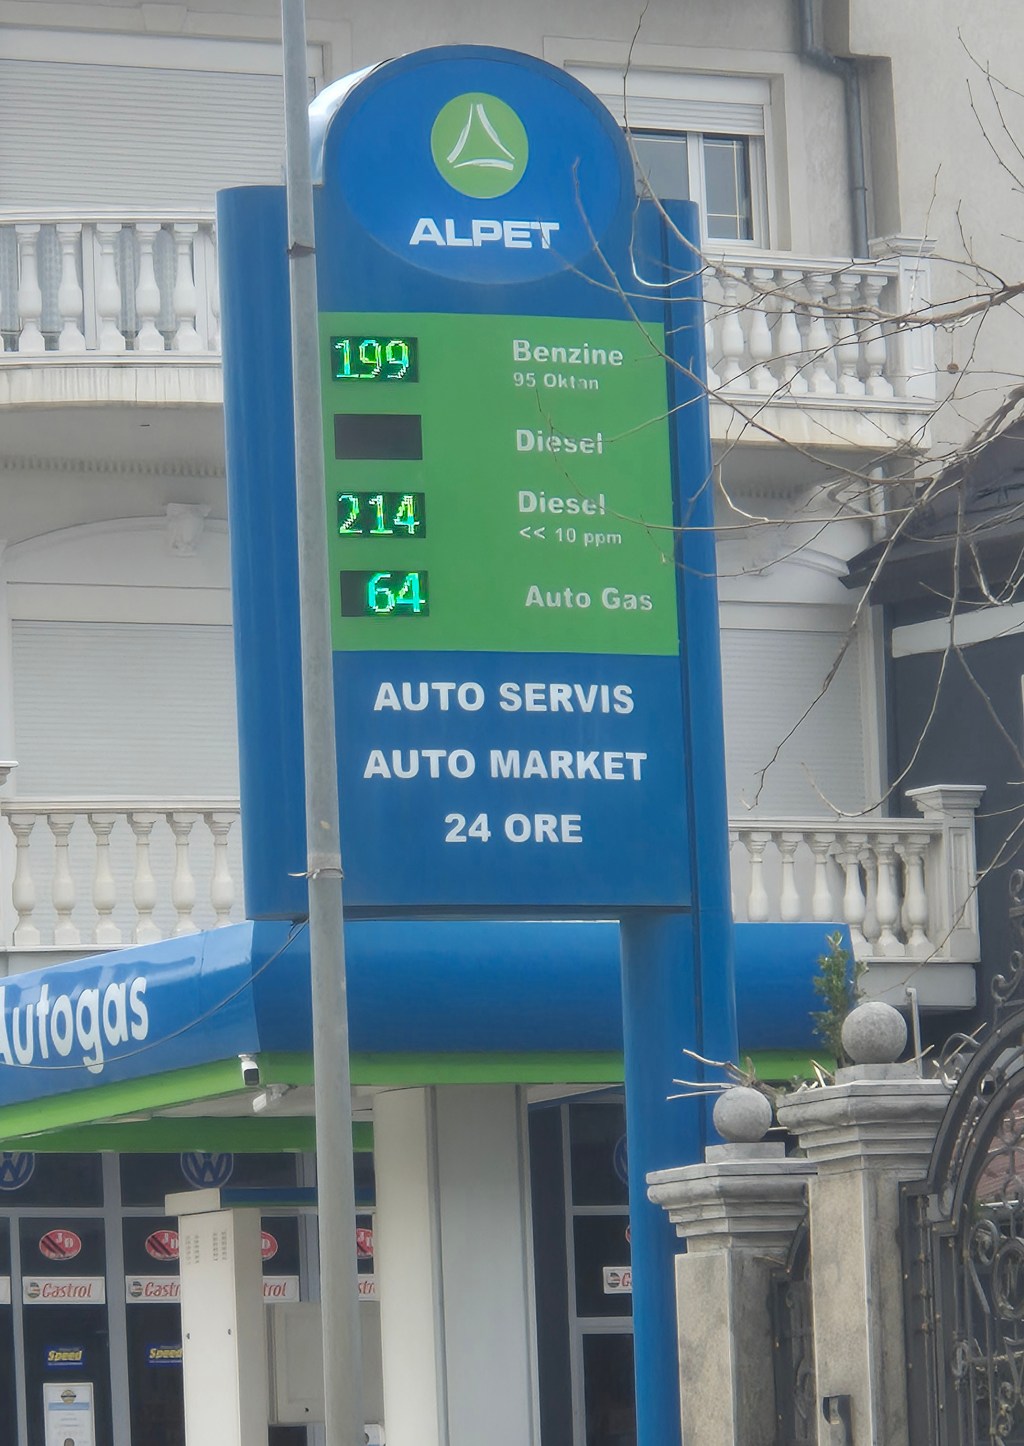 ALPET
199 Benzine
95 Oktan
Diesel
214 Diesel
<< 10 ppm
64 Auto Gas
AUTO SERVIS
AUTO MARKET
24 ORE
Autogas
Castrol
Castrol
Speed
Speed